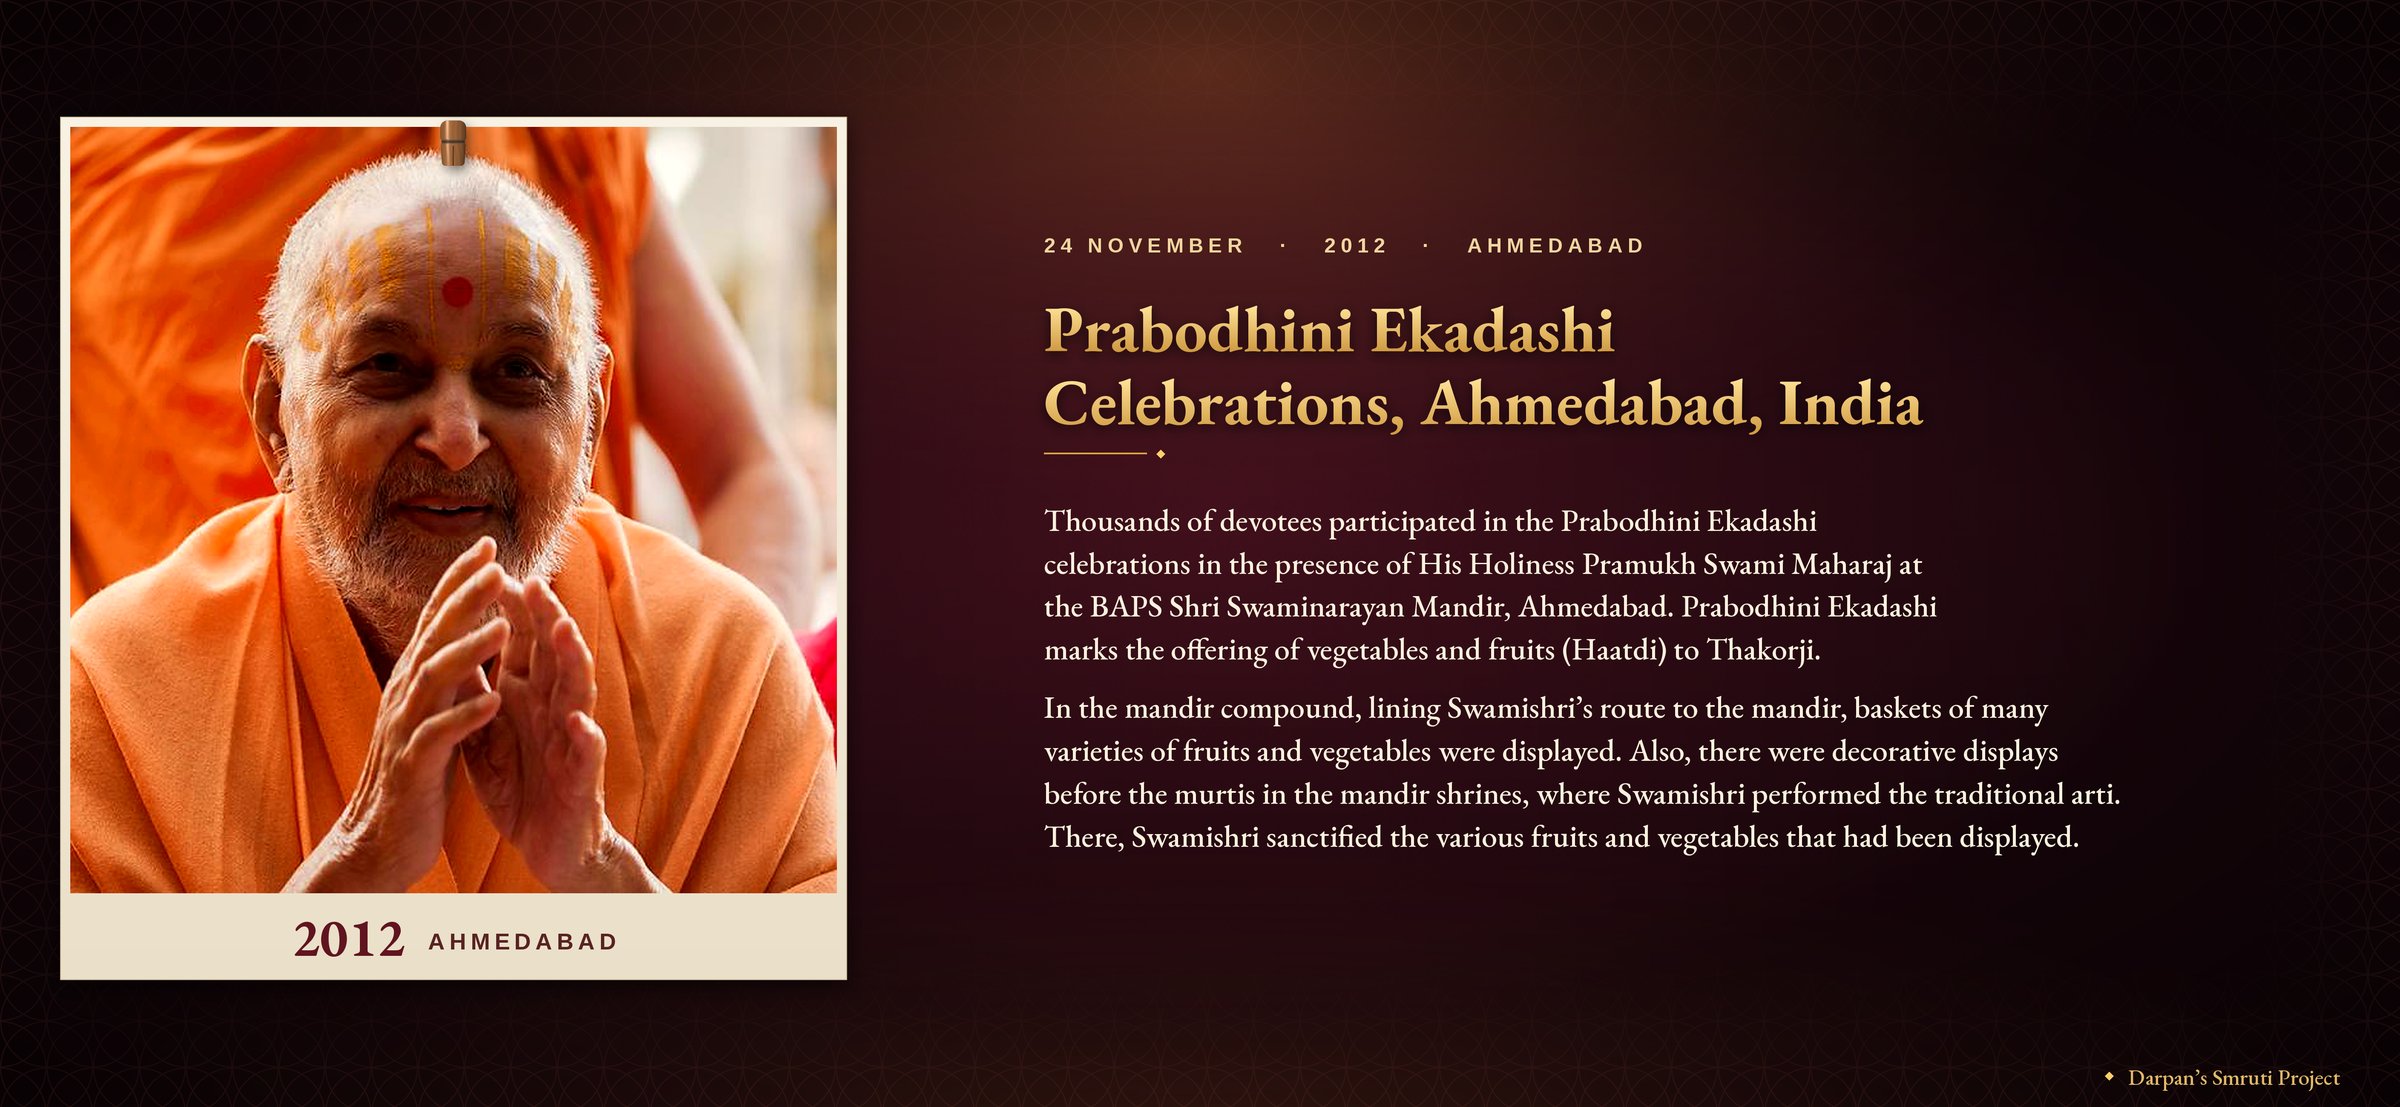 24 NOVEMBER · 2012 · AHMEDABAD
Prabodhini Ekadashi
Celebrations, Ahmedabad, India
Thousands of devotees participated in the Prabodhini Ekadashi
celebrations in the presence of His Holiness Pramukh Swami Maharaj at
the BAPS Shri Swaminarayan Mandir, Ahmedabad. Prabodhini Ekadashi
marks the offering of vegetables and fruits (Haatdi) to Thakorji.
In the mandir compound, lining Swamishri’s route to the mandir, baskets of many
varieties of fruits and vegetables were displayed. Also, there were decorative displays
before the murtis in the mandir shrines, where Swamishri performed the traditional arti.
There, Swamishri sanctified the various fruits and vegetables that had been displayed.
2012 AHMEDABAD
Darpan’s Smruti Project